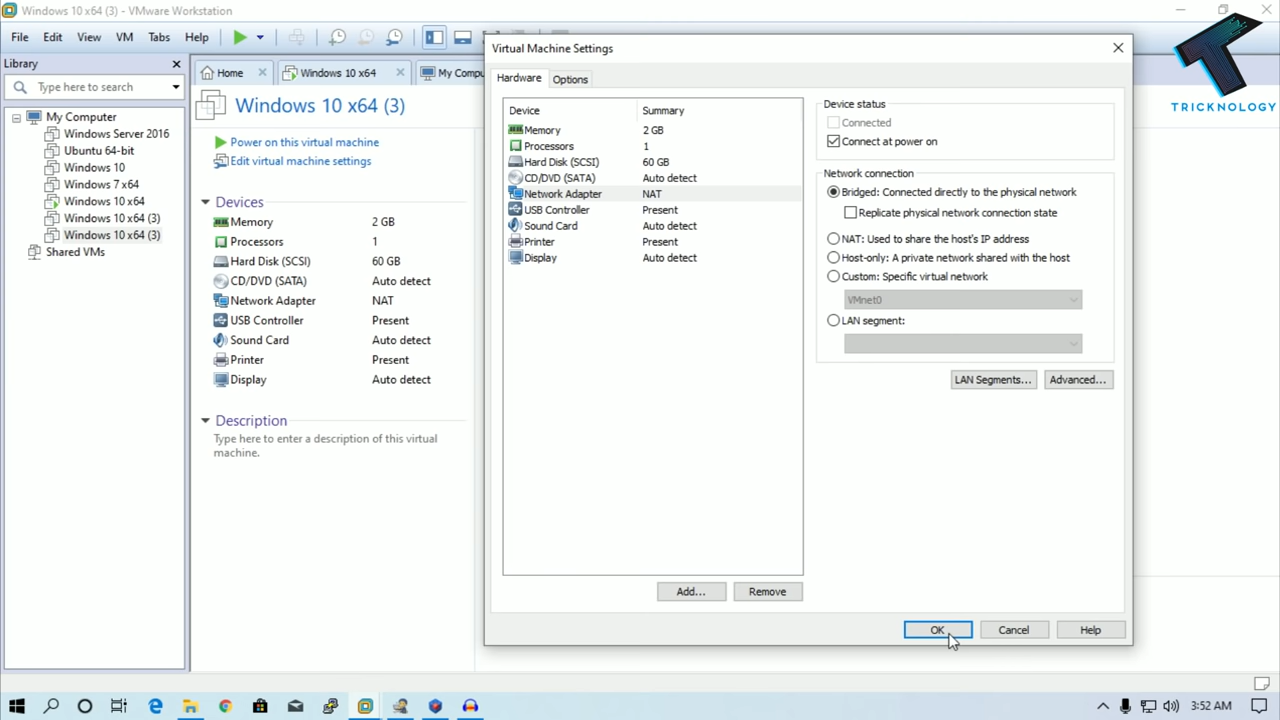 Windows 10 x64 (3) - VMware Workstation
File Edit View VM Tabs Help
Library
Type here to search
My Computer
Windows Server 2016
Ubuntu 64-bit
Windows 10
Windows 7 x64
Windows 10 x64
Windows 10 x64 (3)
Windows 10 x64 (3)
Shared VMs
Home
Windows 10 x64
My Compu
Windows 10 x64 (3)
Power on this virtual machine
Edit virtual machine settings
Devices
Memory 2 GB
Processors 1
Hard Disk (SCSI) 60 GB
CD/DVD (SATA) Auto detect
Network Adapter NAT
USB Controller Present
Sound Card Auto detect
Printer Present
Display Auto detect
Description
Type here to enter a description of this virtual
machine.
Virtual Machine Settings
Hardware Options
Device Summary
Memory 2 GB
Processors 1
Hard Disk (SCSI) 60 GB
CD/DVD (SATA) Auto detect
Network Adapter NAT
USB Controller Present
Sound Card Auto detect
Printer Present
Display Auto detect
Add... Remove
Device status
Connected
Connect at power on
Network connection
Bridged: Connected directly to the physical network
Replicate physical network connection state
NAT: Used to share the host's IP address
Host-only: A private network shared with the host
Custom: Specific virtual network
VMnet0
LAN segment:
LAN Segments... Advanced...
OK Cancel Help
TRICKNOLOGY
3:52 AM